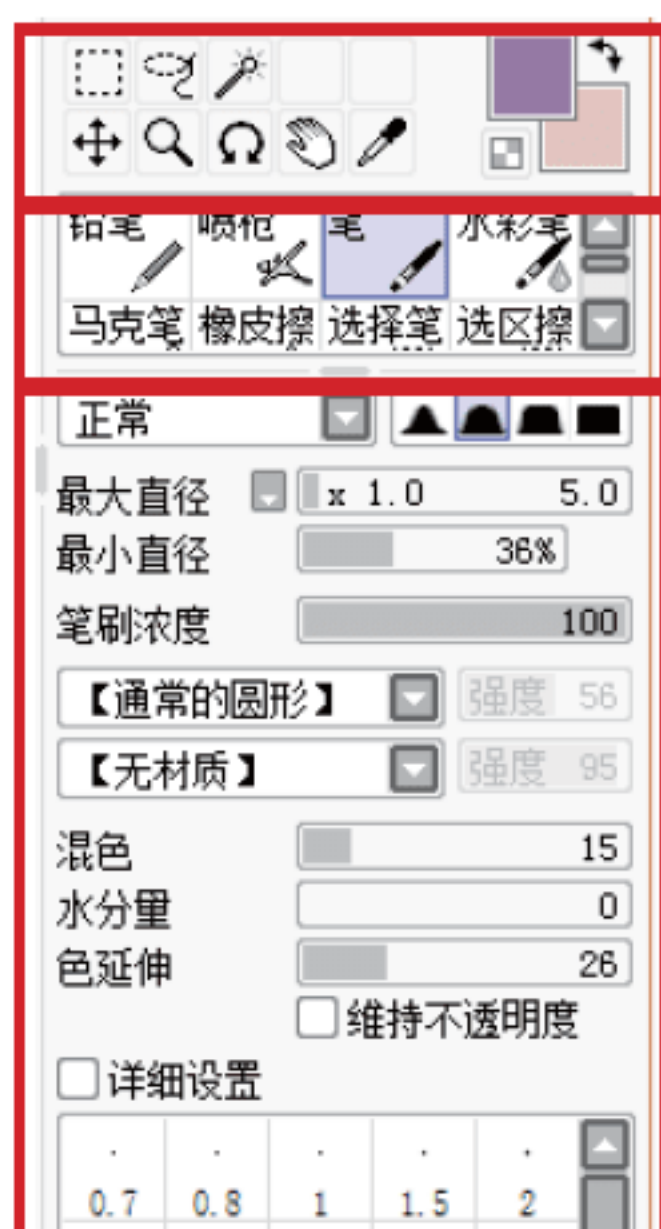 铅笔 喷枪 笔 水彩笔
马克笔 橡皮擦 选择笔 选区擦
正常
最大直径 x 1.0 5.0
最小直径 36%
笔刷浓度 100
【通常的圆形】 强度 56
【无材质】 强度 95
混色 15
水分量 0
色延伸 26
维持不透明度
详细设置
0.7 0.8 1 1.5 2